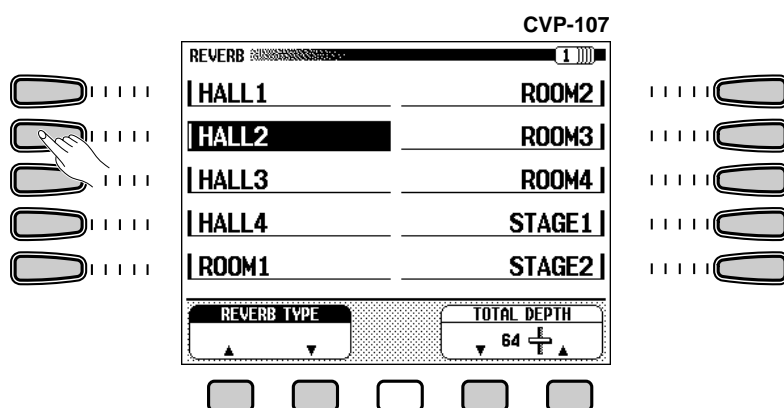 CVP-107
REVERB 1
HALL1 ROOM2
HALL2 ROOM3
HALL3 ROOM4
HALL4 STAGE1
ROOM1 STAGE2
REVERB TYPE TOTAL DEPTH
▲ ▼ ▼ 64 ▲